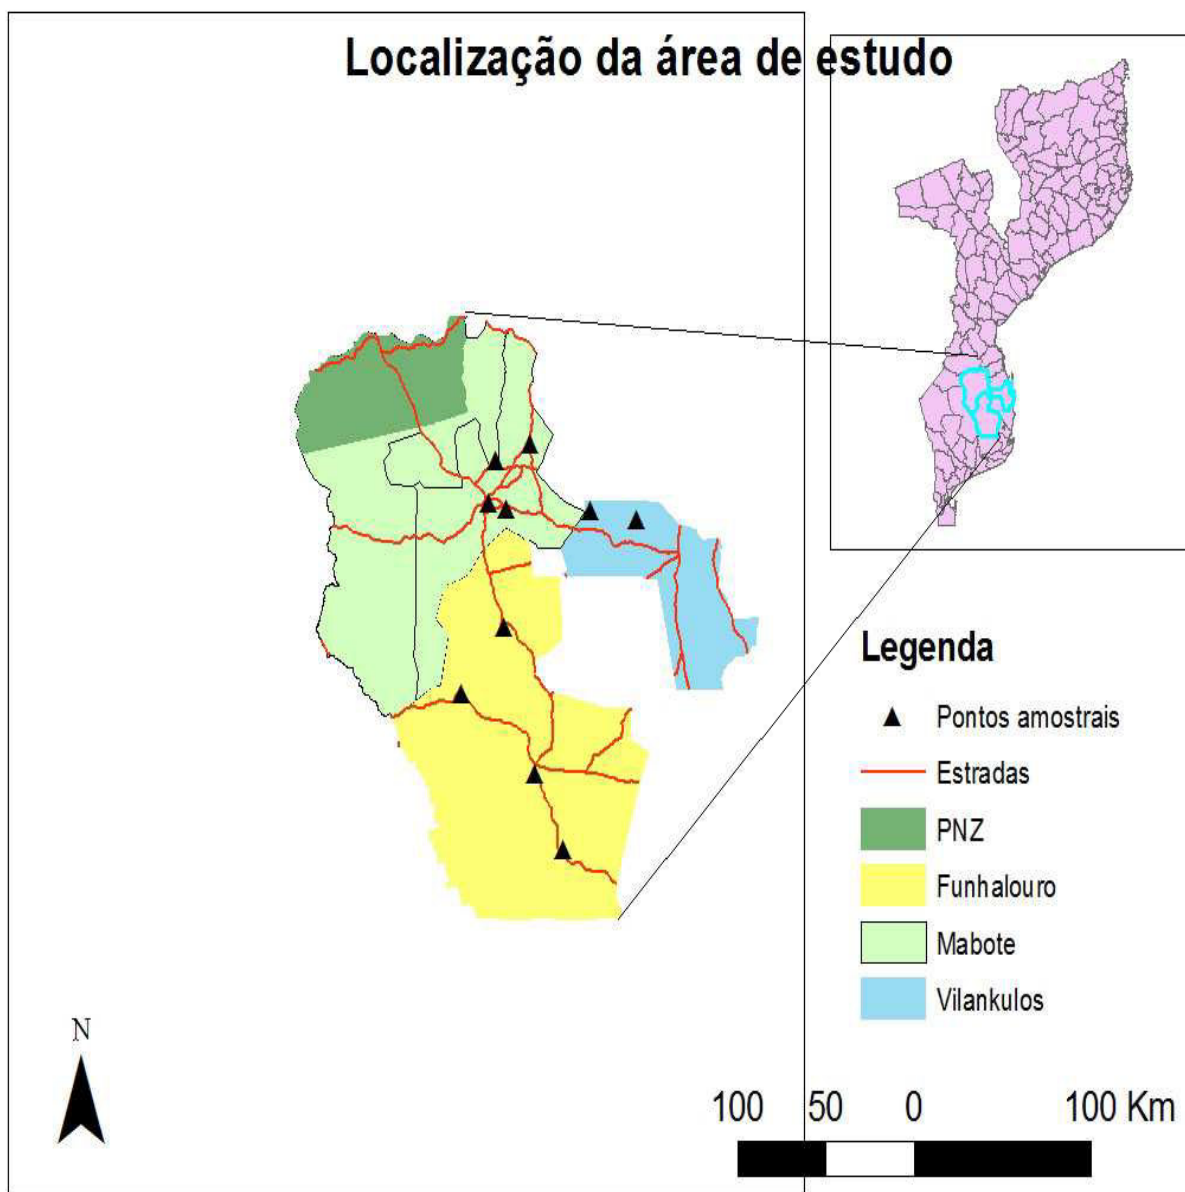 Localização da área de estudo
Legenda
Pontos amostrais
Estradas
PNZ
Funhalouro
Mabote
Vilankulos
N
100 50 0 100 Km